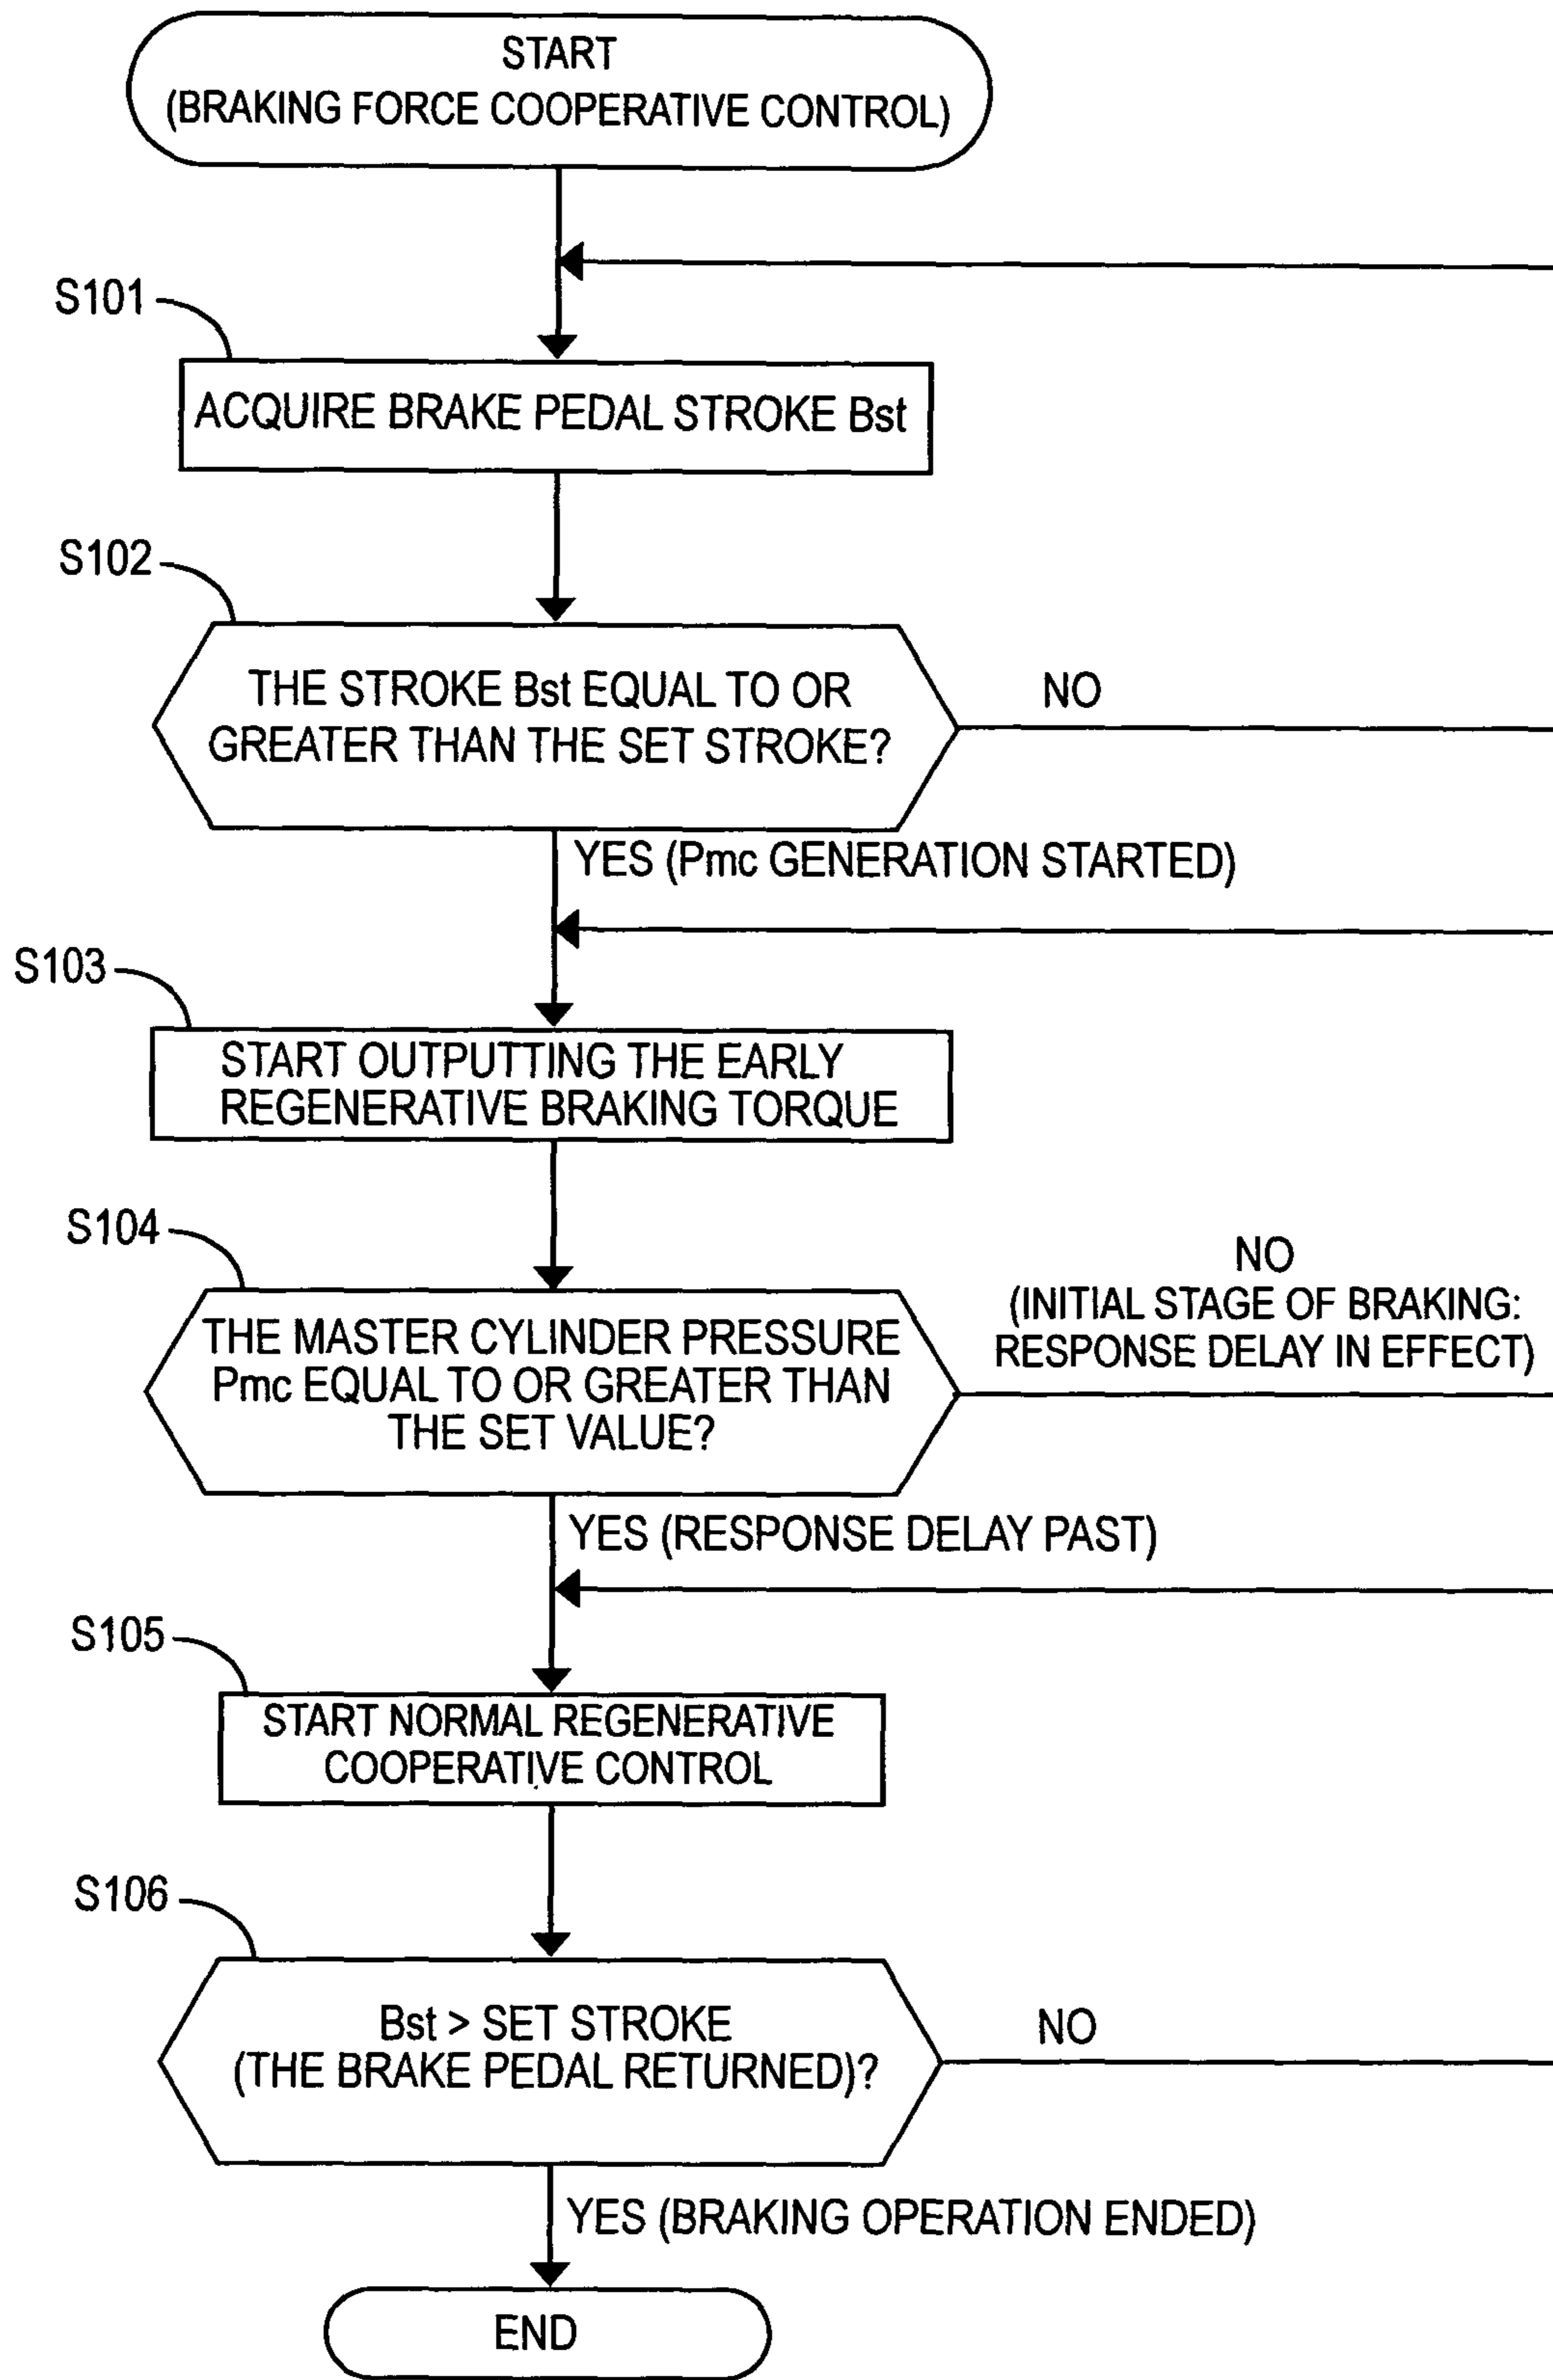 START
(BRAKING FORCE COOPERATIVE CONTROL)
S101
ACQUIRE BRAKE PEDAL STROKE Bst
S102
THE STROKE Bst EQUAL TO OR
GREATER THAN THE SET STROKE?
NO
YES (Pmc GENERATION STARTED)
S103
START OUTPUTTING THE EARLY
REGENERATIVE BRAKING TORQUE
S104
THE MASTER CYLINDER PRESSURE
Pmc EQUAL TO OR GREATER THAN
THE SET VALUE?
NO
(INITIAL STAGE OF BRAKING:
RESPONSE DELAY IN EFFECT)
YES (RESPONSE DELAY PAST)
S105
START NORMAL REGENERATIVE
COOPERATIVE CONTROL
S106
Bst > SET STROKE
(THE BRAKE PEDAL RETURNED)?
NO
YES (BRAKING OPERATION ENDED)
END